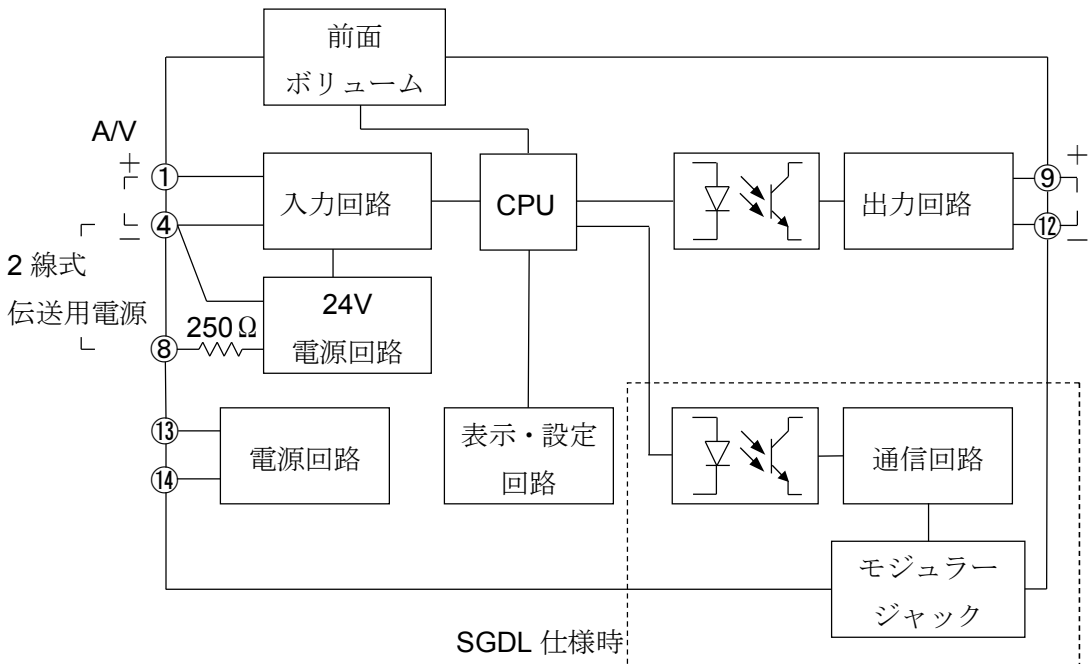 前面
ボリューム
A/V
+
①
④
−
2 線式
伝送用電源
250Ω
⑧
入力回路
24V
電源回路
CPU
出力回路
+
⑨
⑫
−
⑬
⑭
電源回路
表示・設定
回路
通信回路
モジュラー
ジャック
SGDL 仕様時